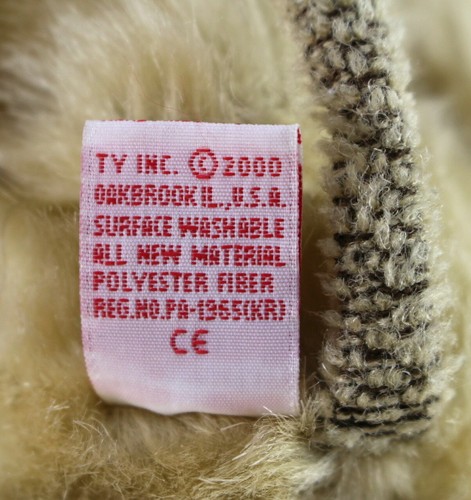 TY INC. © 2000
OAKBROOK IL., U.S.A.
SURFACE WASHABLE
ALL NEW MATERIAL
POLYESTER FIBER
REG.NO.PA-1965(KR)
CE